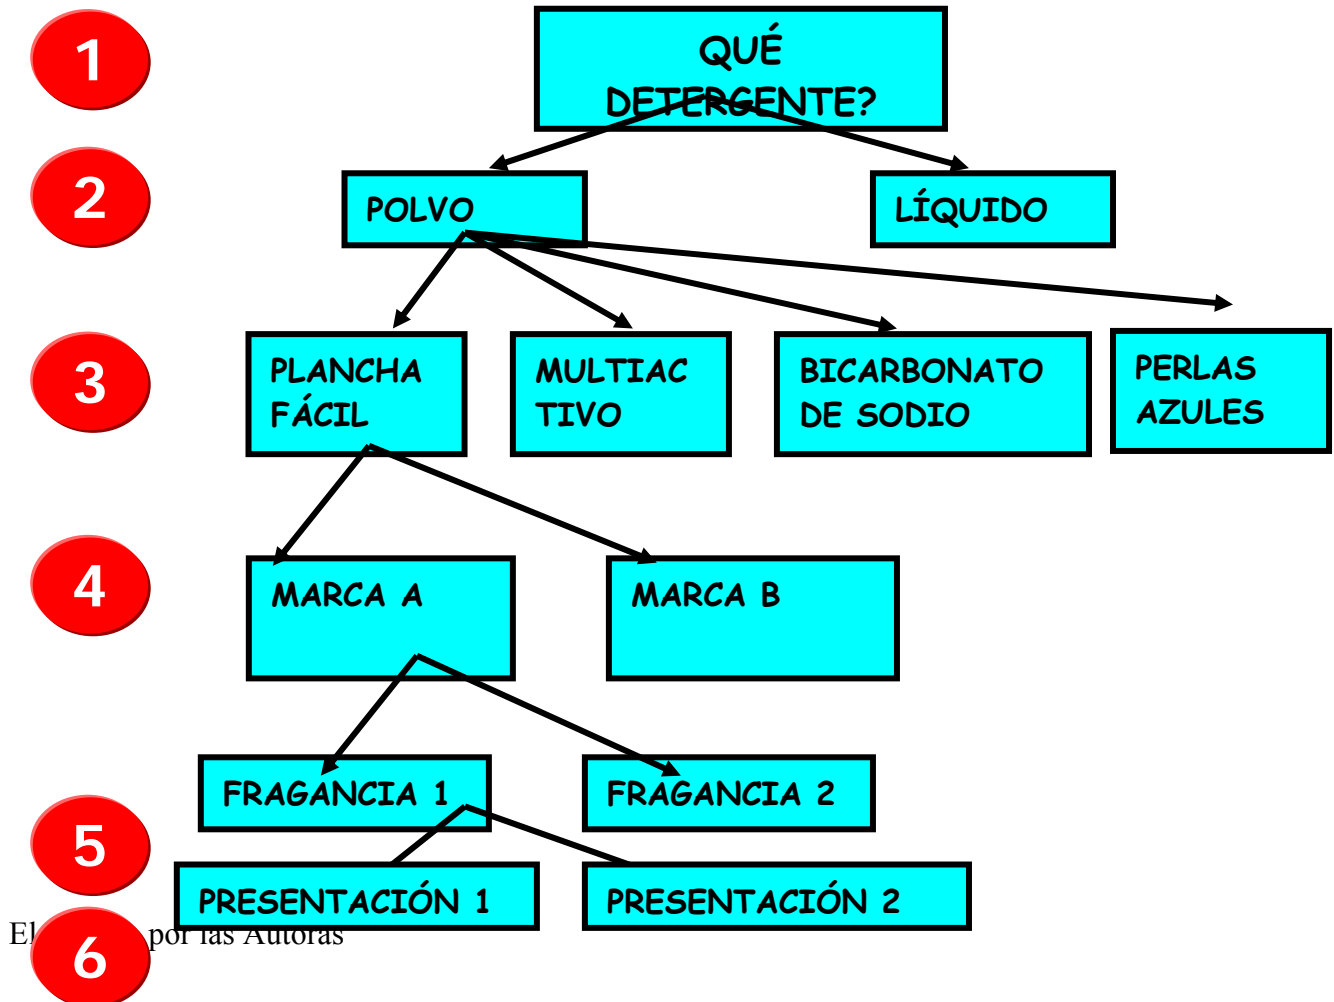 1
QUÉ
DETERGENTE?
2
POLVO
LÍQUIDO
3
PLANCHA
FÁCIL
MULTIAC
TIVO
BICARBONATO
DE SODIO
PERLAS
AZULES
4
MARCA A
MARCA B
FRAGANCIA 1
FRAGANCIA 2
5
PRESENTACIÓN 1
PRESENTACIÓN 2
por las Autoras
6